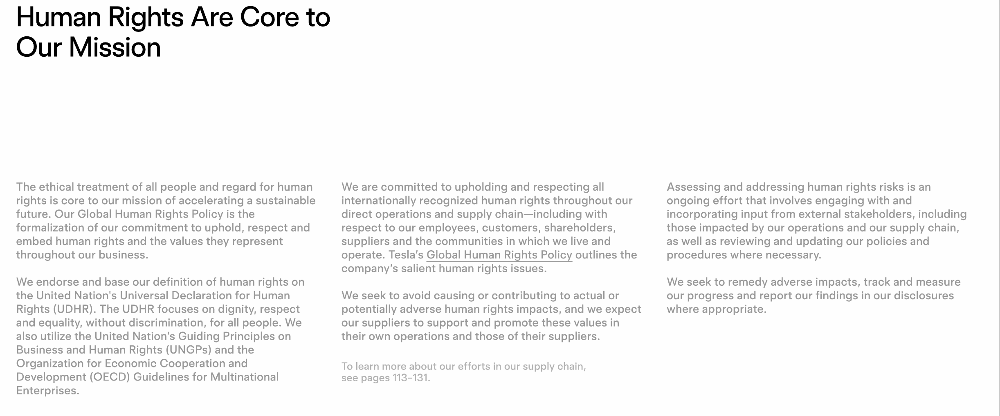 Human Rights Are Core to
Our Mission
The ethical treatment of all people and regard for human
rights is core to our mission of accelerating a sustainable
future. Our Global Human Rights Policy is the
formalization of our commitment to uphold, respect and
embed human rights and the values they represent
throughout our business.
We endorse and base our definition of human rights on
the United Nation's Universal Declaration for Human
Rights (UDHR). The UDHR focuses on dignity, respect
and equality, without discrimination, for all people. We
also utilize the United Nation’s Guiding Principles on
Business and Human Rights (UNGPs) and the
Organization for Economic Cooperation and
Development (OECD) Guidelines for Multinational
Enterprises.
We are committed to upholding and respecting all
internationally recognized human rights throughout our
direct operations and supply chain—including with
respect to our employees, customers, shareholders,
suppliers and the communities in which we live and
operate. Tesla’s Global Human Rights Policy outlines the
company’s salient human rights issues.
We seek to avoid causing or contributing to actual or
potentially adverse human rights impacts, and we expect
our suppliers to support and promote these values in
their own operations and those of their suppliers.
To learn more about our efforts in our supply chain,
see pages 113-131.
Assessing and addressing human rights risks is an
ongoing effort that involves engaging with and
incorporating input from external stakeholders, including
those impacted by our operations and our supply chain,
as well as reviewing and updating our policies and
procedures where necessary.
We seek to remedy adverse impacts, track and measure
our progress and report our findings in our disclosures
where appropriate.